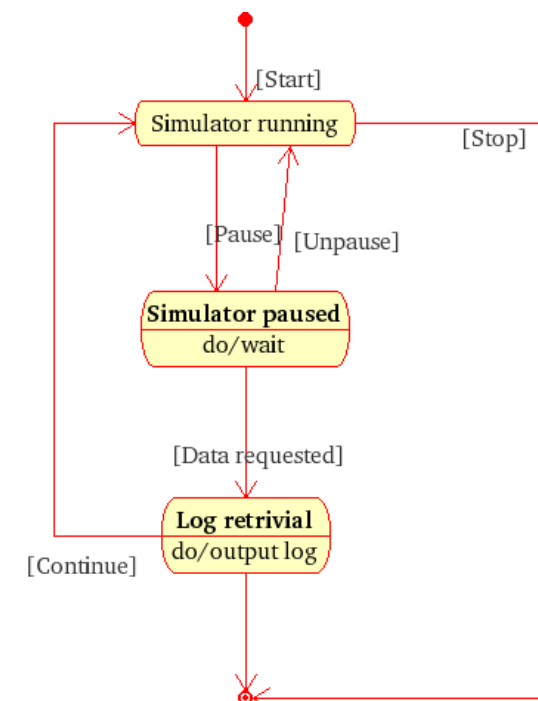 [Start]
Simulator running
[Stop]
[Pause]
[Unpause]
Simulator paused
do/wait
[Data requested]
Log retrivial
do/output log
[Continue]